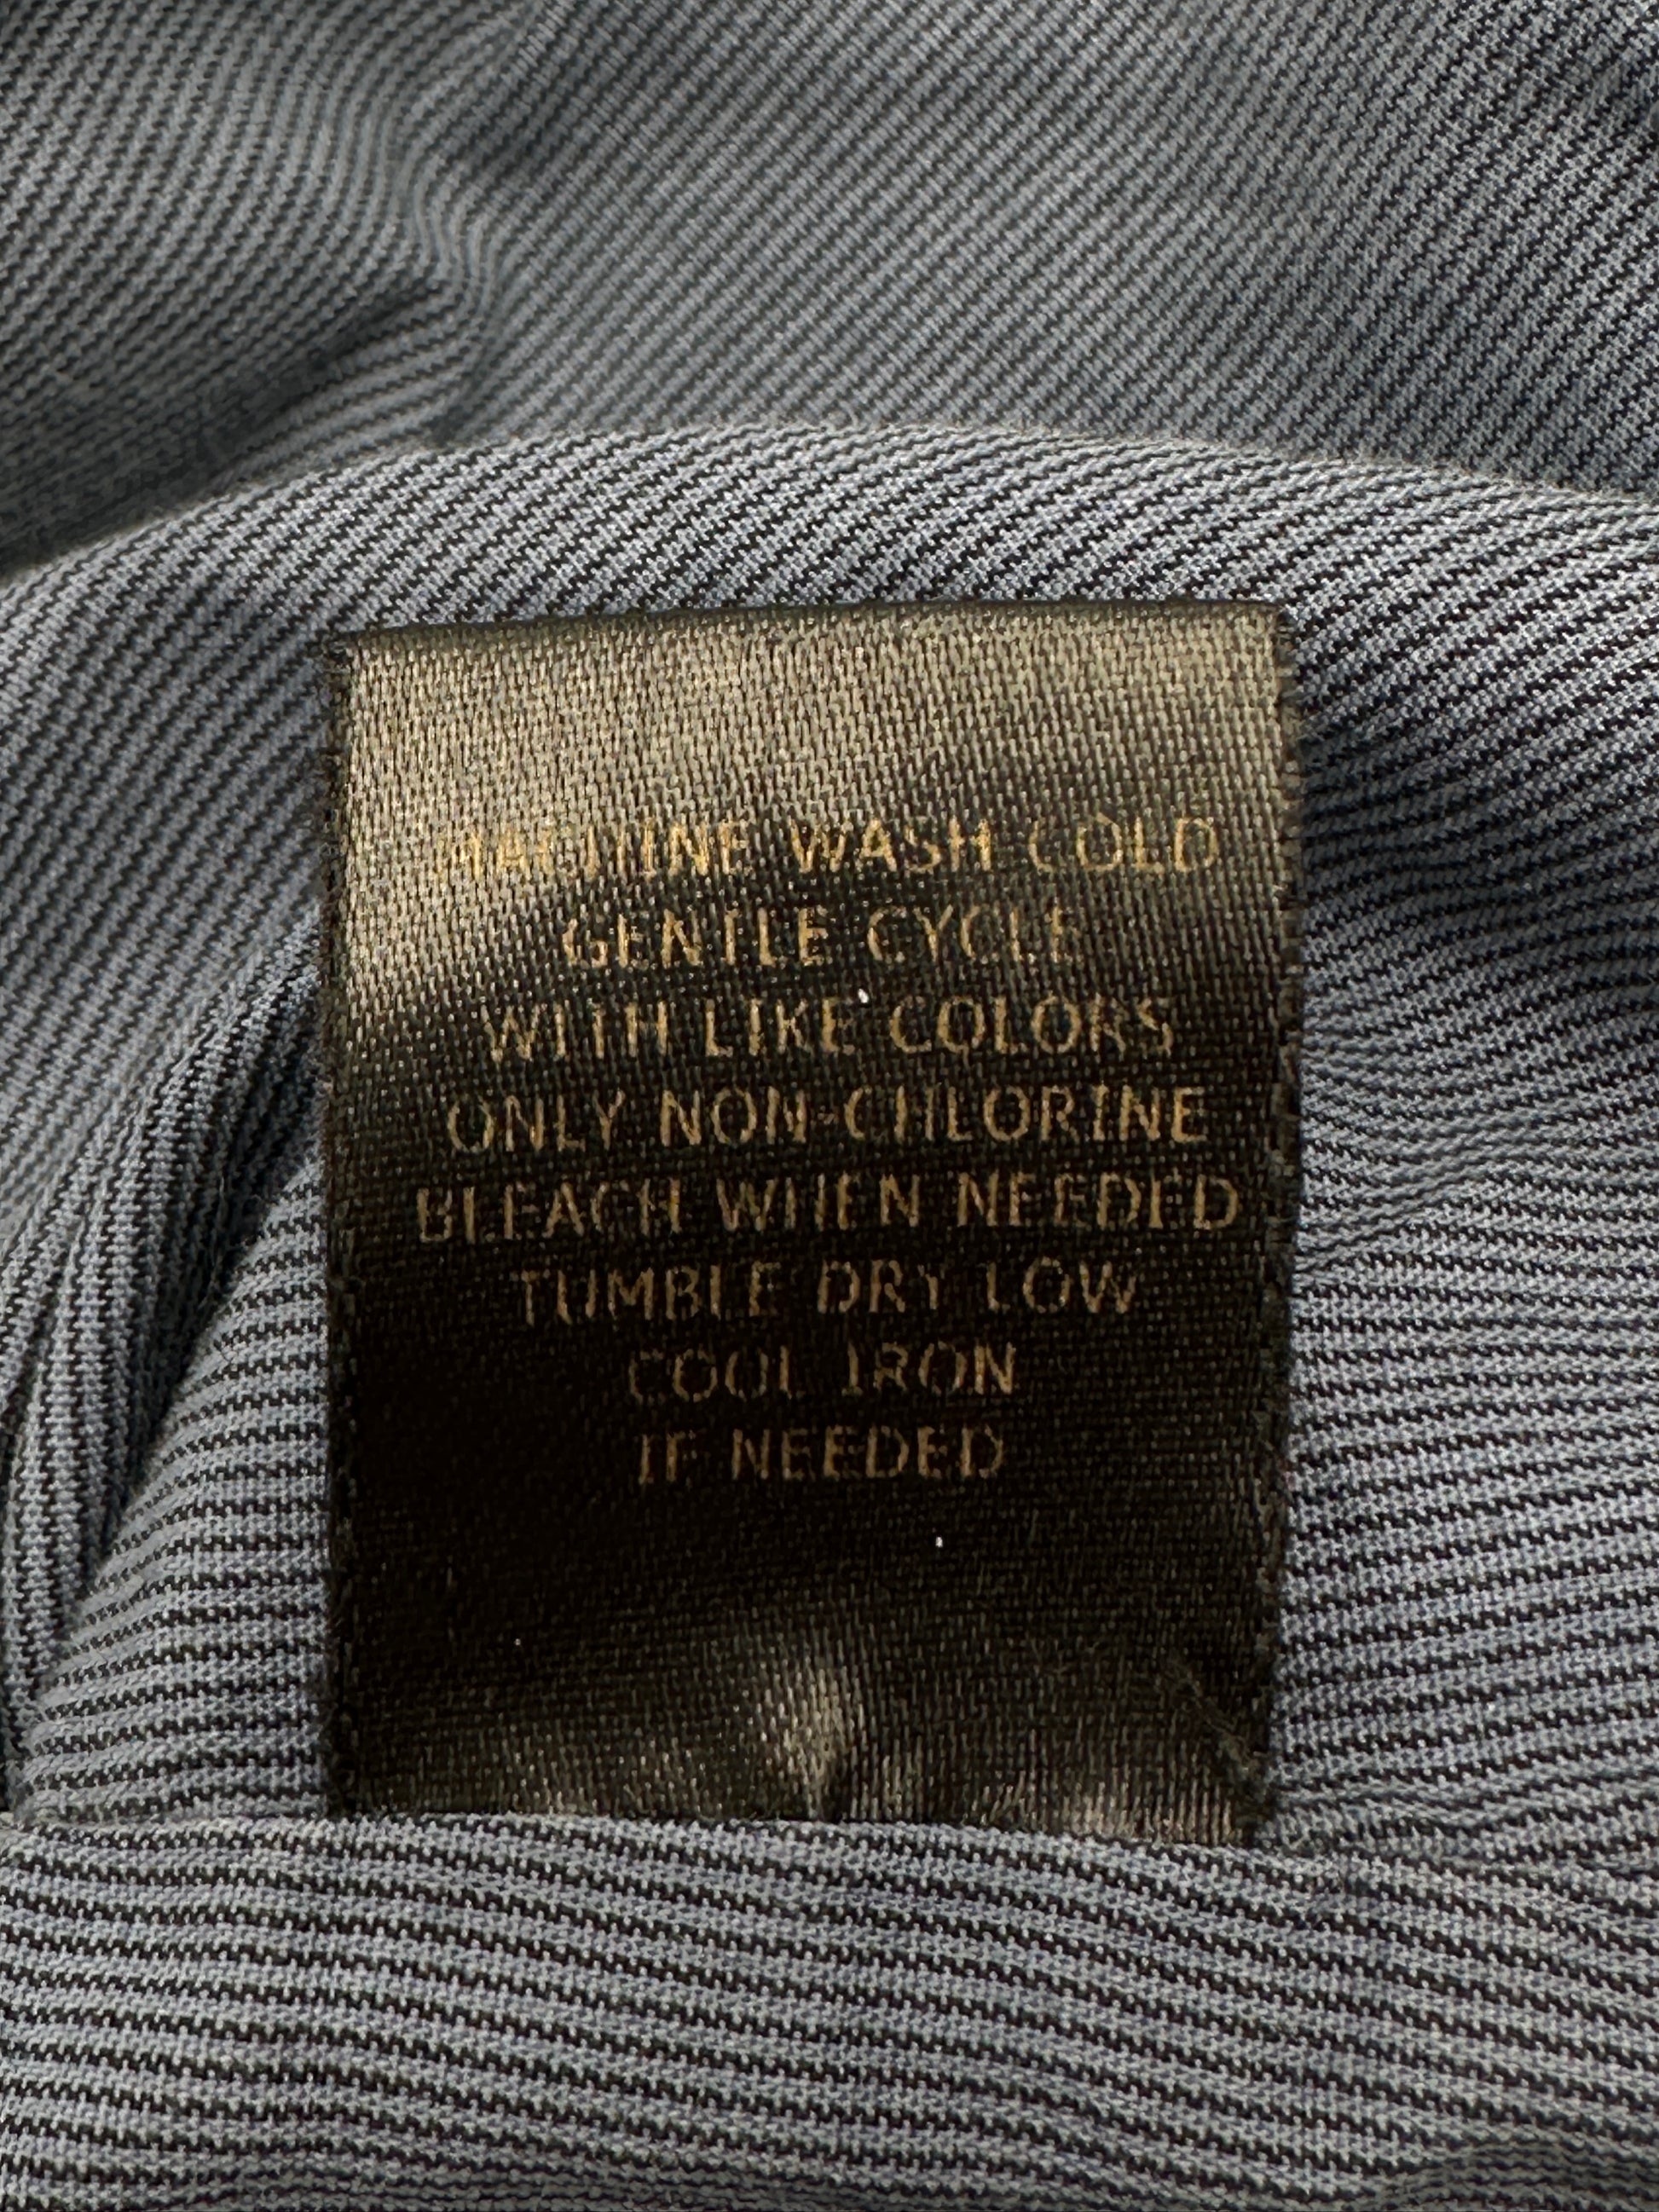 MACHINE WASH COLD
GENTLE CYCLE
WITH LIKE COLORS
ONLY NON-CHLORINE
BLEACH WHEN NEEDED
TUMBLE DRY LOW
COOL IRON
IF NEEDED